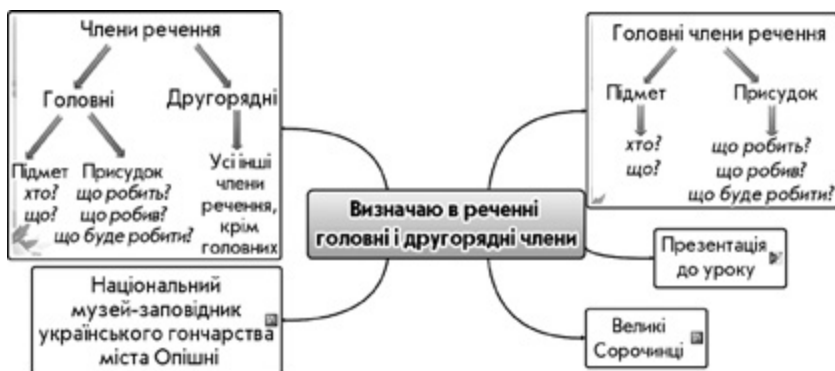 Члени речення
Головні
Другорядні
Підмет
хто?
що?
Присудок
що робить?
що робив?
що буде робити?
Усі інші
члени
речення,
крім
головних
Головні члени речення
Підмет
хто?
що?
Присудок
що робить?
що робив?
що буде робити?
Визначаю в реченні
головні і другорядні члени
Національний
музей-заповідник
українського гончарства
міста Опішні
Презентація
до уроку
Великі
Сорочинці